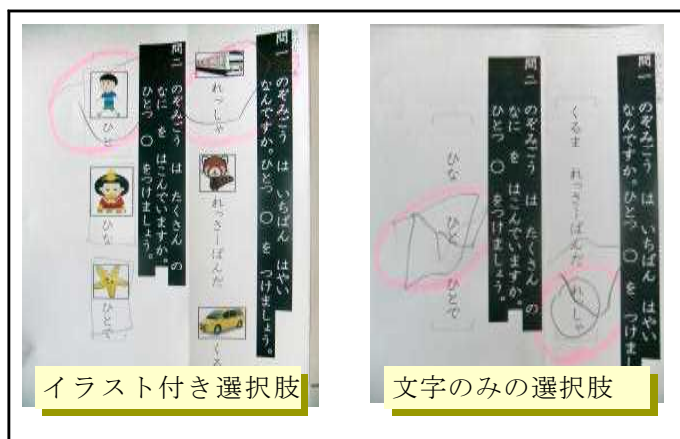 問一 のぞみごう は いちばん はやい
なんですか。ひとつ ○ を つけましょう。
れっしゃ
れっさーぱんだ
くる
問二 のぞみごう は たくさん の
なに を はこんでいますか。
ひとつ ○ をつけましょう。
ひと
ひな
ひとで
イラスト付き選択肢
問一 のぞみごう は いちばん はやい
なんですか。ひとつ ○ を つけまし
くるま れっさーぱんだ れっしゃ
問二 のぞみごう は たくさん の
なに を はこんでいますか。
ひとつ ○ をつけましょう。
ひな ひと ひとで
文字のみの選択肢